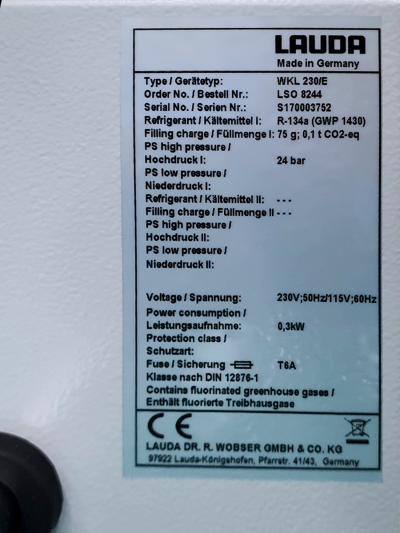 LAUDA
Made in Germany
Type / Gerätetyp: WKL 230/E
Order No. / Bestell Nr.: LSO 8244
Serial No. / Serien Nr.: S170003752
Refrigerant / Kältemittel I: R-134a (GWP 1430)
Filling charge / Füllmenge I: 75 g; 0,1 t CO2-eq
PS high pressure /
Hochdruck I: 24 bar
PS low pressure /
Niederdruck I:
Refrigerant / Kältemittel II: - - -
Filling charge / Füllmenge II - - -
PS high pressure /
Hochdruck II:
PS low pressure /
Niederdruck II:
Voltage / Spannung: 230V;50Hz/115V;60Hz
Power consumption /
Leistungsaufnahme: 0,3kW
Protection class /
Schutzart:
Fuse / Sicherung T6A
Klasse nach DIN 12876-1
Contains fluorinated greenhouse gases /
Enthält fluorierte Treibhausgase
CE
LAUDA DR. R. WOBSER GMBH & CO. KG
97922 Lauda-Königshofen, Pfarrstr. 41/43, Germany